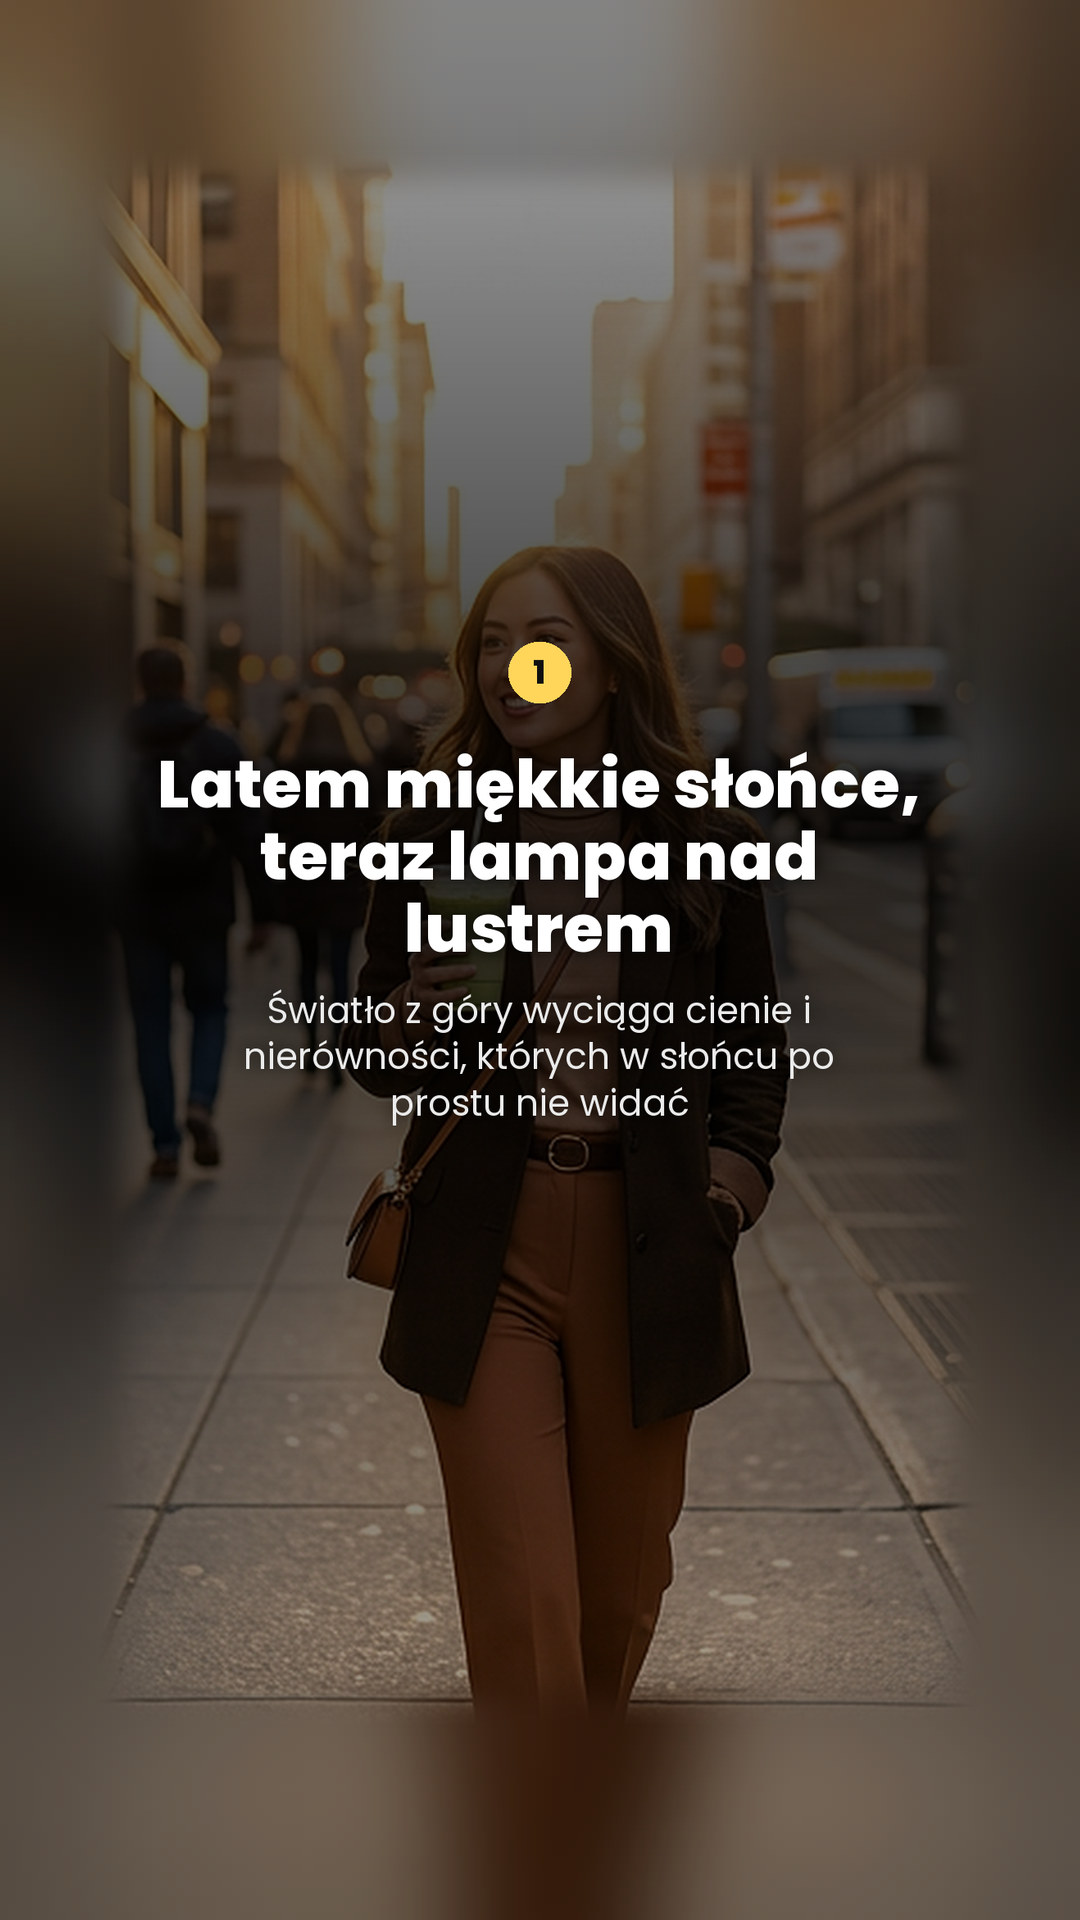 1
Latem miękkie słońce,
teraz lampa nad
lustrem
Światło z góry wyciąga cienie i
nierówności, których w słońcu po
prostu nie widać